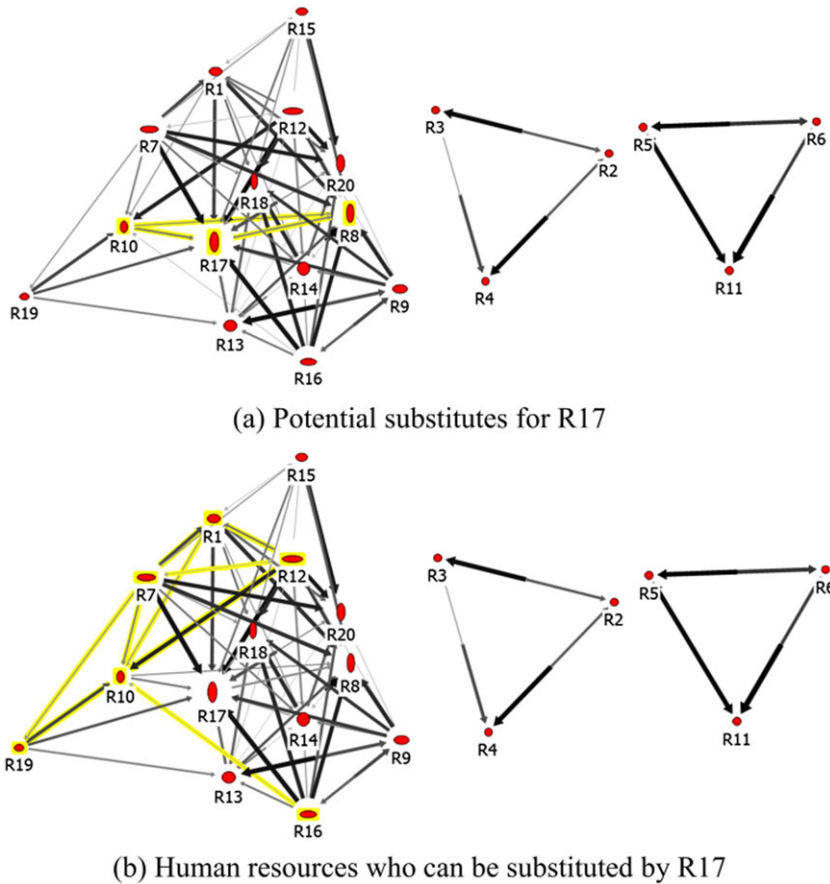 R15
R1
R12
R7
R3
R5
R6
R2
R20
R18
R10
R8
R17
R14
R4
R11
R19
R9
R13
R16
(a) Potential substitutes for R17
R15
R1
R12
R3
R5
R6
R7
R2
R20
R18
R8
R10
R17
R14
R4
R11
R9
R19
R13
R16
(b) Human resources who can be substituted by R17